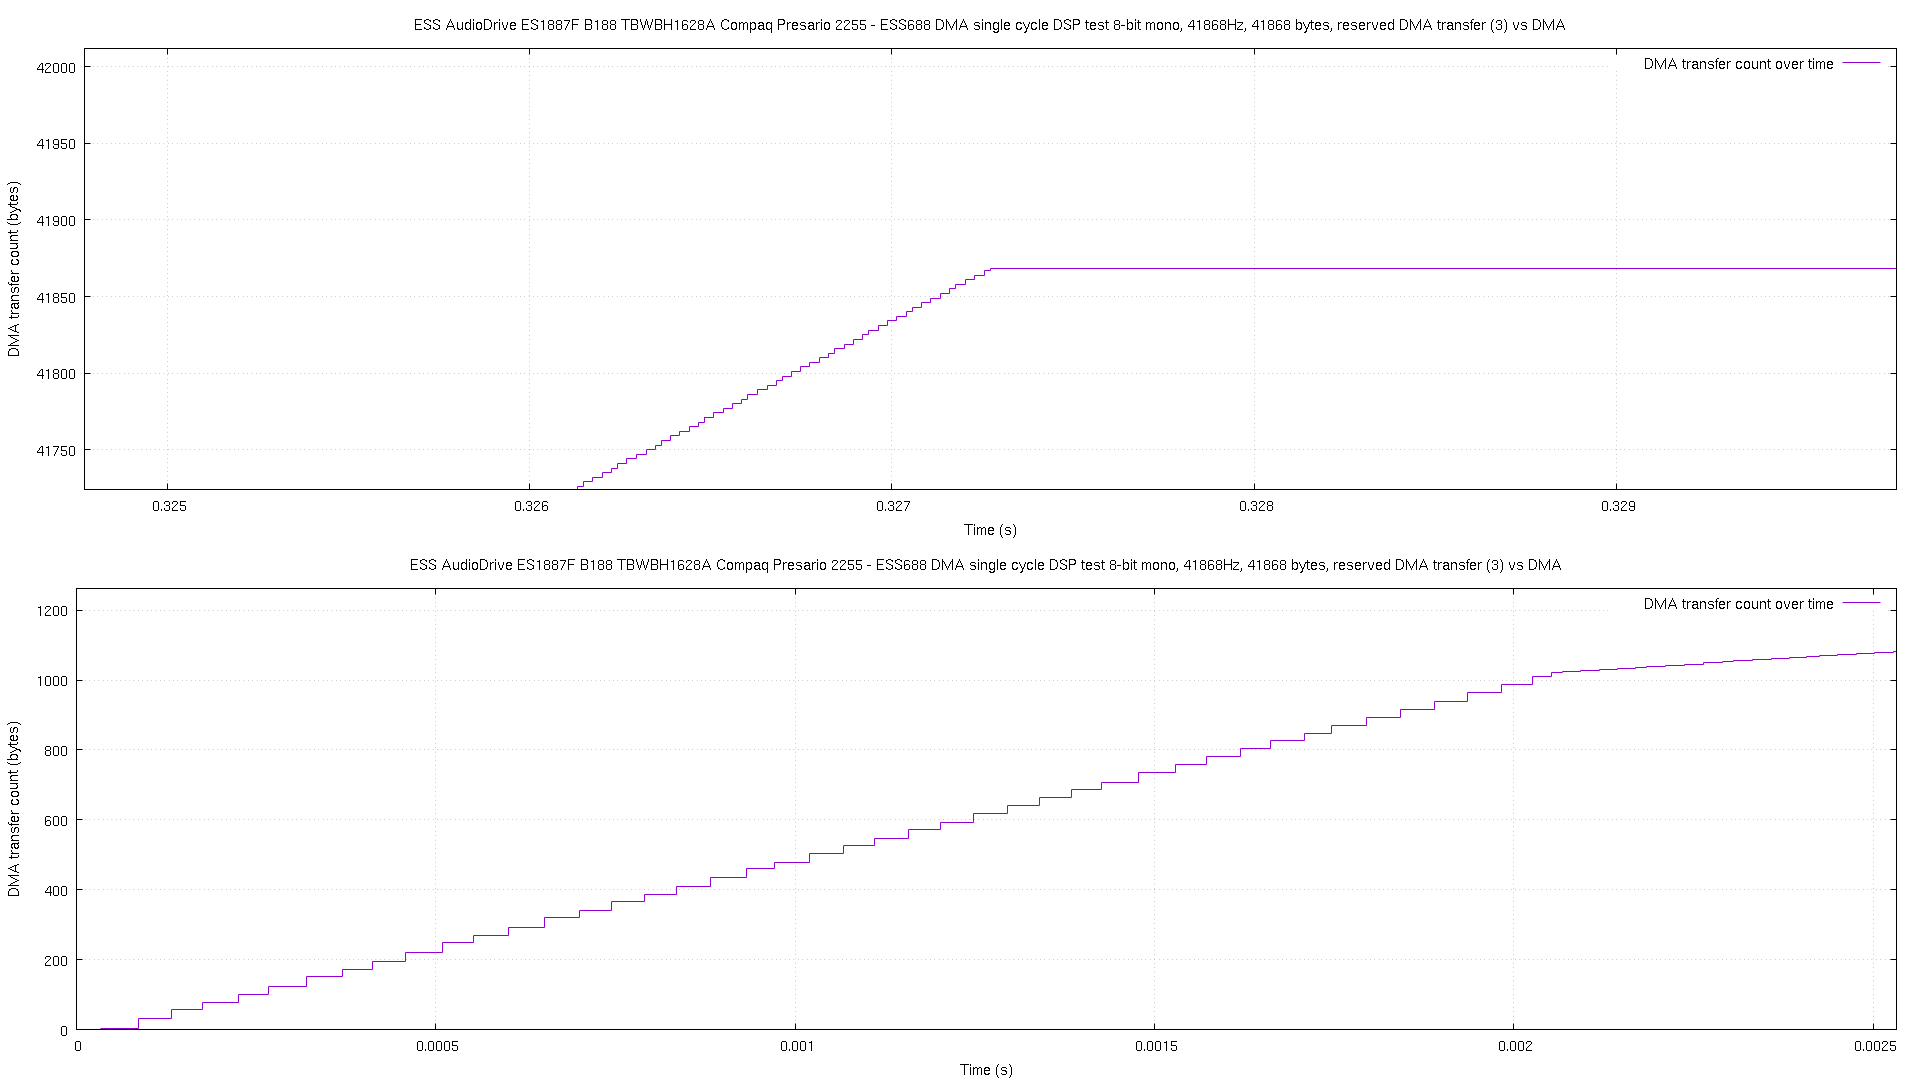 ESS AudioDrive ES1887F B188 TBWBH1628A Compaq Presario 2255 - ESS688 DMA single cycle DSP test 8-bit mono, 41868Hz, 41868 bytes, reserved DMA transfer (3) vs DMA
DMA transfer count over time
DMA transfer count (bytes)
42000
41950
41900
41850
41800
41750
0.325 0.326 0.327 0.328 0.329
Time (s)
ESS AudioDrive ES1887F B188 TBWBH1628A Compaq Presario 2255 - ESS688 DMA single cycle DSP test 8-bit mono, 41868Hz, 41868 bytes, reserved DMA transfer (3) vs DMA
DMA transfer count over time
DMA transfer count (bytes)
1200
1000
800
600
400
200
0
0 0.0005 0.001 0.0015 0.002 0.0025
Time (s)